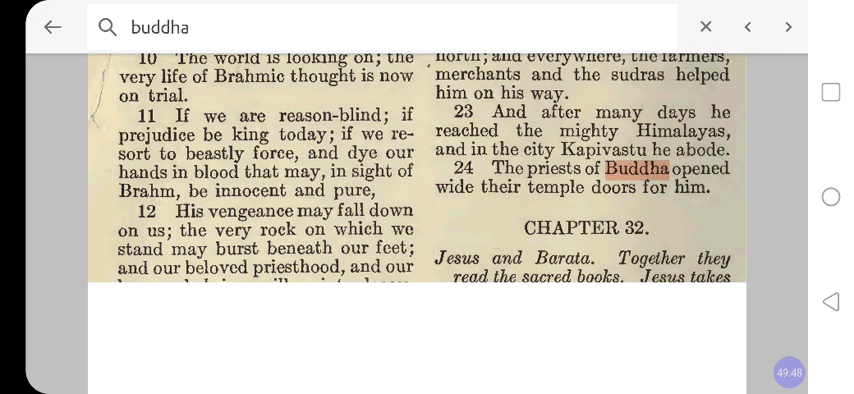 buddha
10 The world is looking on; the
very life of Brahmic thought is now
on trial.
11 If we are reason-blind; if
prejudice be king today; if we re-
sort to beastly force, and dye our
hands in blood that may, in sight of
Brahm, be innocent and pure,
12 His vengeance may fall down
on us; the very rock on which we
stand may burst beneath our feet;
and our beloved priesthood, and our
north; and everywhere, the farmers,
merchants and the sudras helped
him on his way.
23 And after many days he
reached the mighty Himalayas,
and in the city Kapivastu he abode.
24 The priests of Buddha opened
wide their temple doors for him.
CHAPTER 32.
Jesus and Barata. Together they
read the sacred books. Jesus takes
49:48